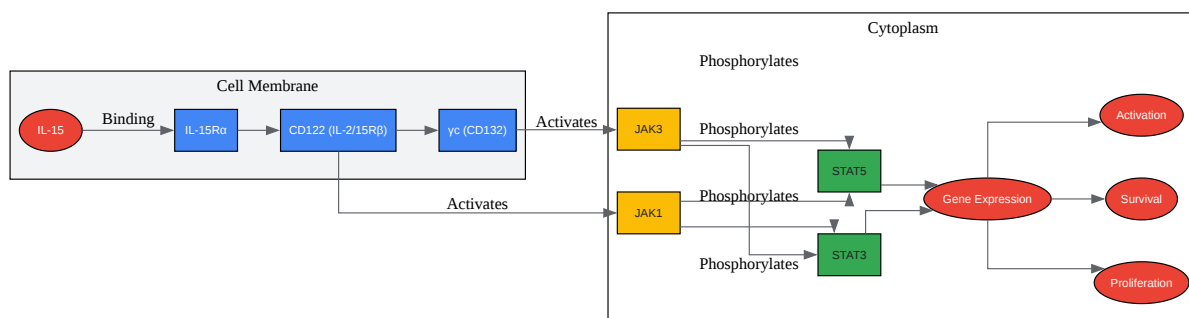 Cytoplasm
Phosphorylates
Cell Membrane
IL-15
Binding
IL-15Rα
CD122 (IL-2/15Rβ)
γc (CD132)
Activates
JAK3
Phosphorylates
STAT5
Activation
Activates
JAK1
Phosphorylates
Gene Expression
Survival
STAT3
Phosphorylates
Proliferation